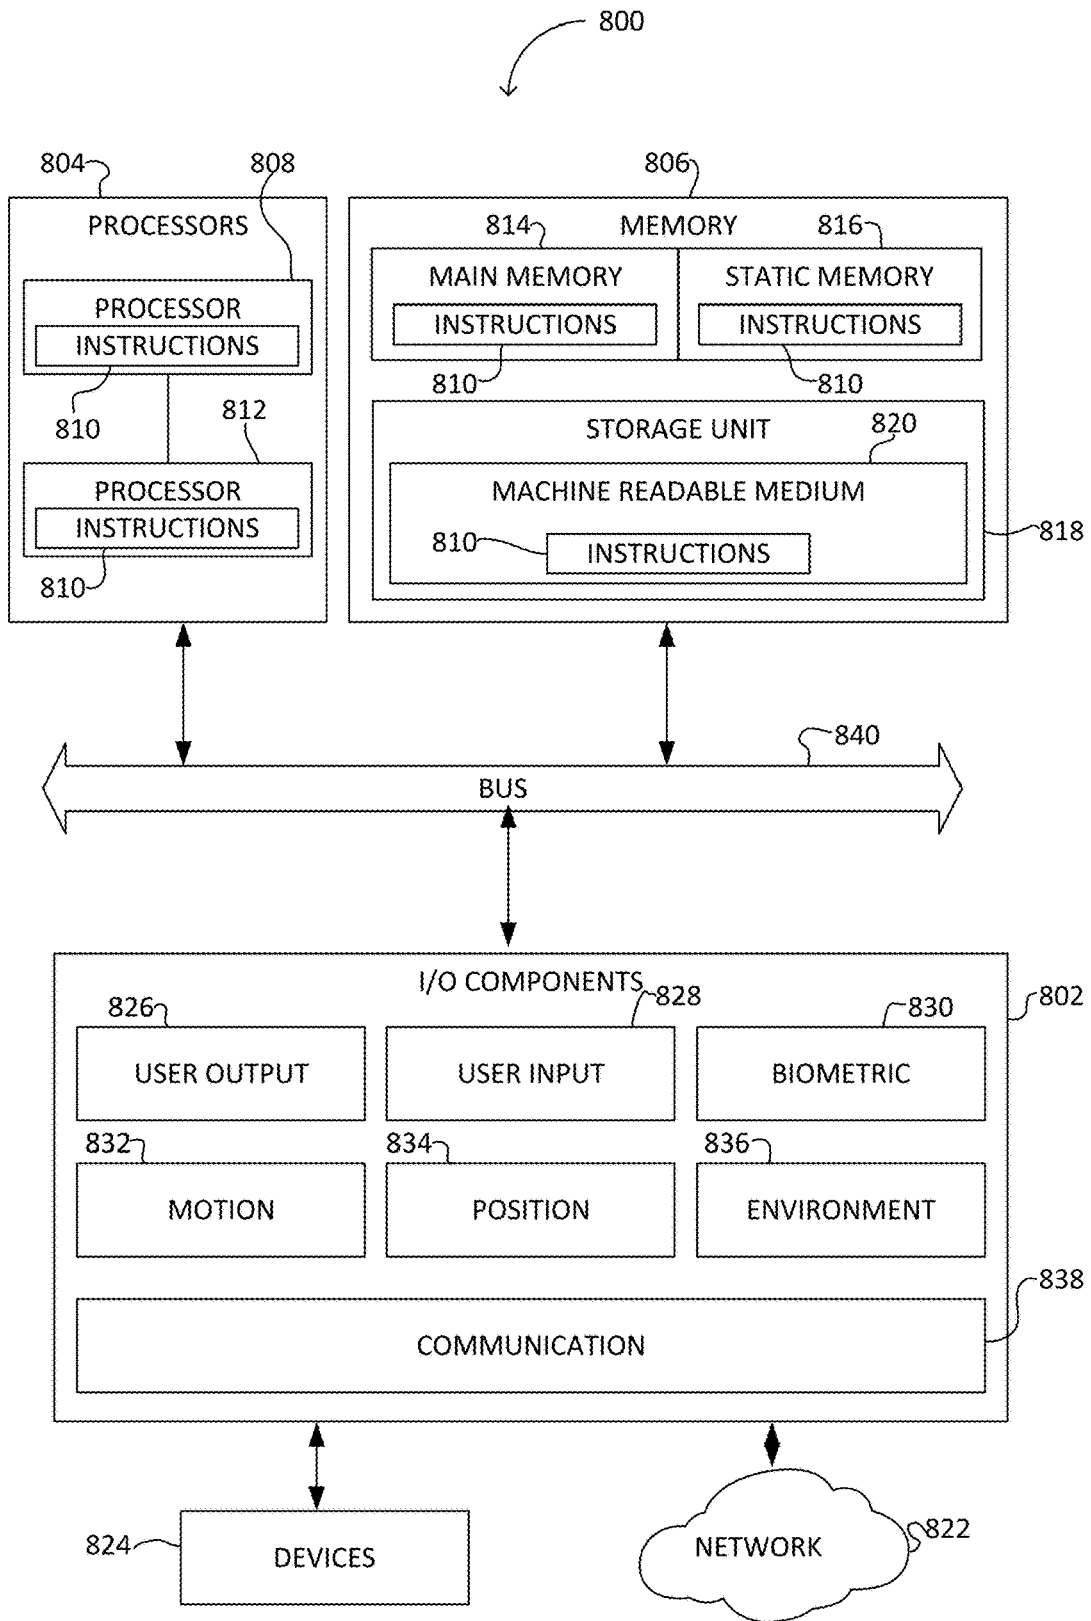 800
804 808 806
PROCESSORS MEMORY
814 816
MAIN MEMORY STATIC MEMORY
PROCESSOR
INSTRUCTIONS INSTRUCTIONS
INSTRUCTIONS
810 810
810 812
STORAGE UNIT 820
PROCESSOR MACHINE READABLE MEDIUM
INSTRUCTIONS 818
810 INSTRUCTIONS
810
840
BUS
I/O COMPONENTS
826 828 830 802
USER OUTPUT USER INPUT BIOMETRIC
832 834 836
MOTION POSITION ENVIRONMENT
838
COMMUNICATION
824 DEVICES NETWORK 822